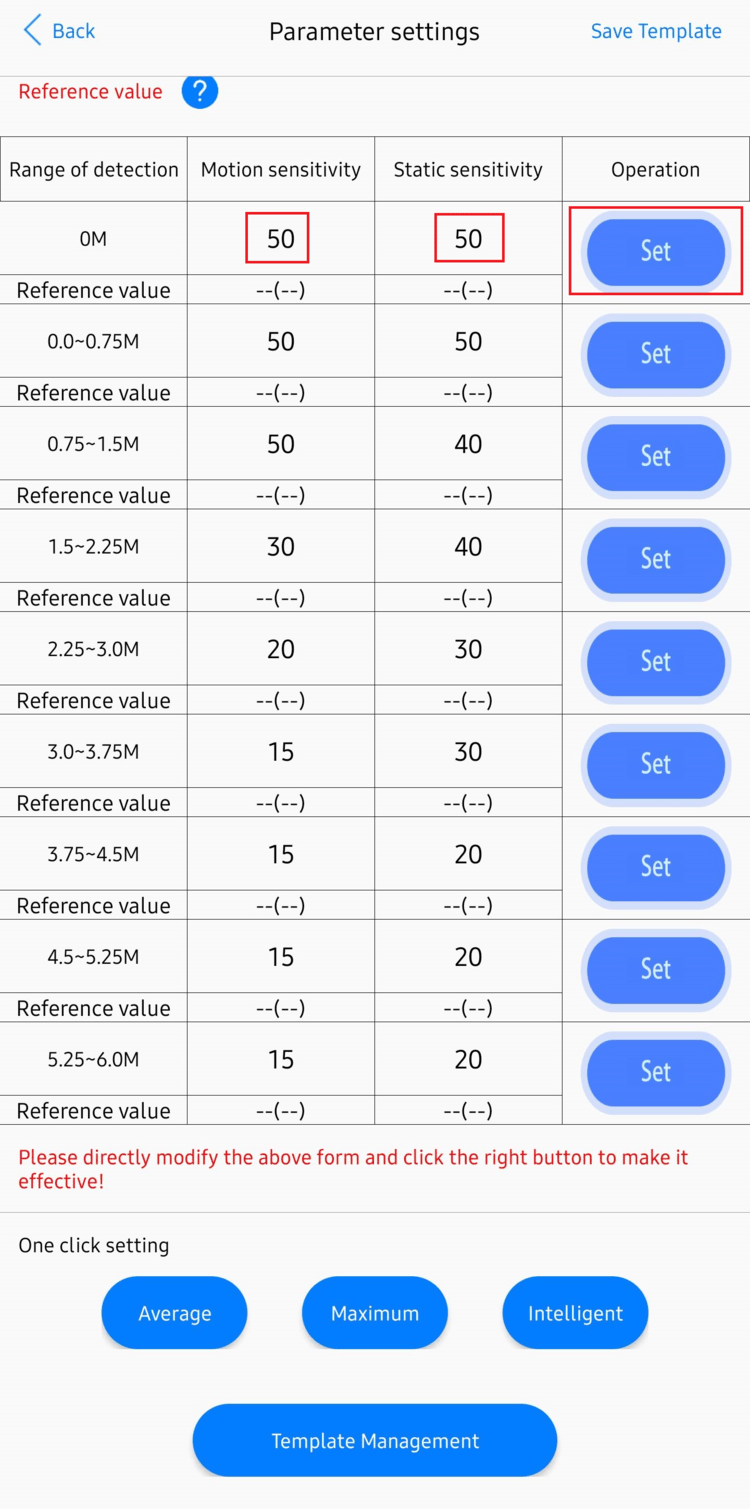 Back Parameter settings Save Template
Reference value ?
Range of detection Motion sensitivity Static sensitivity Operation
0M 50 50 Set
Reference value --(--) --(--)
0.0~0.75M 50 50 Set
Reference value --(--) --(--)
0.75~1.5M 50 40 Set
Reference value --(--) --(--)
1.5~2.25M 30 40 Set
Reference value --(--) --(--)
2.25~3.0M 20 30 Set
Reference value --(--) --(--)
3.0~3.75M 15 30 Set
Reference value --(--) --(--)
3.75~4.5M 15 20 Set
Reference value --(--) --(--)
4.5~5.25M 15 20 Set
Reference value --(--) --(--)
5.25~6.0M 15 20 Set
Reference value --(--) --(--)
Please directly modify the above form and click the right button to make it
effective!
One click setting
Average Maximum Intelligent
Template Management